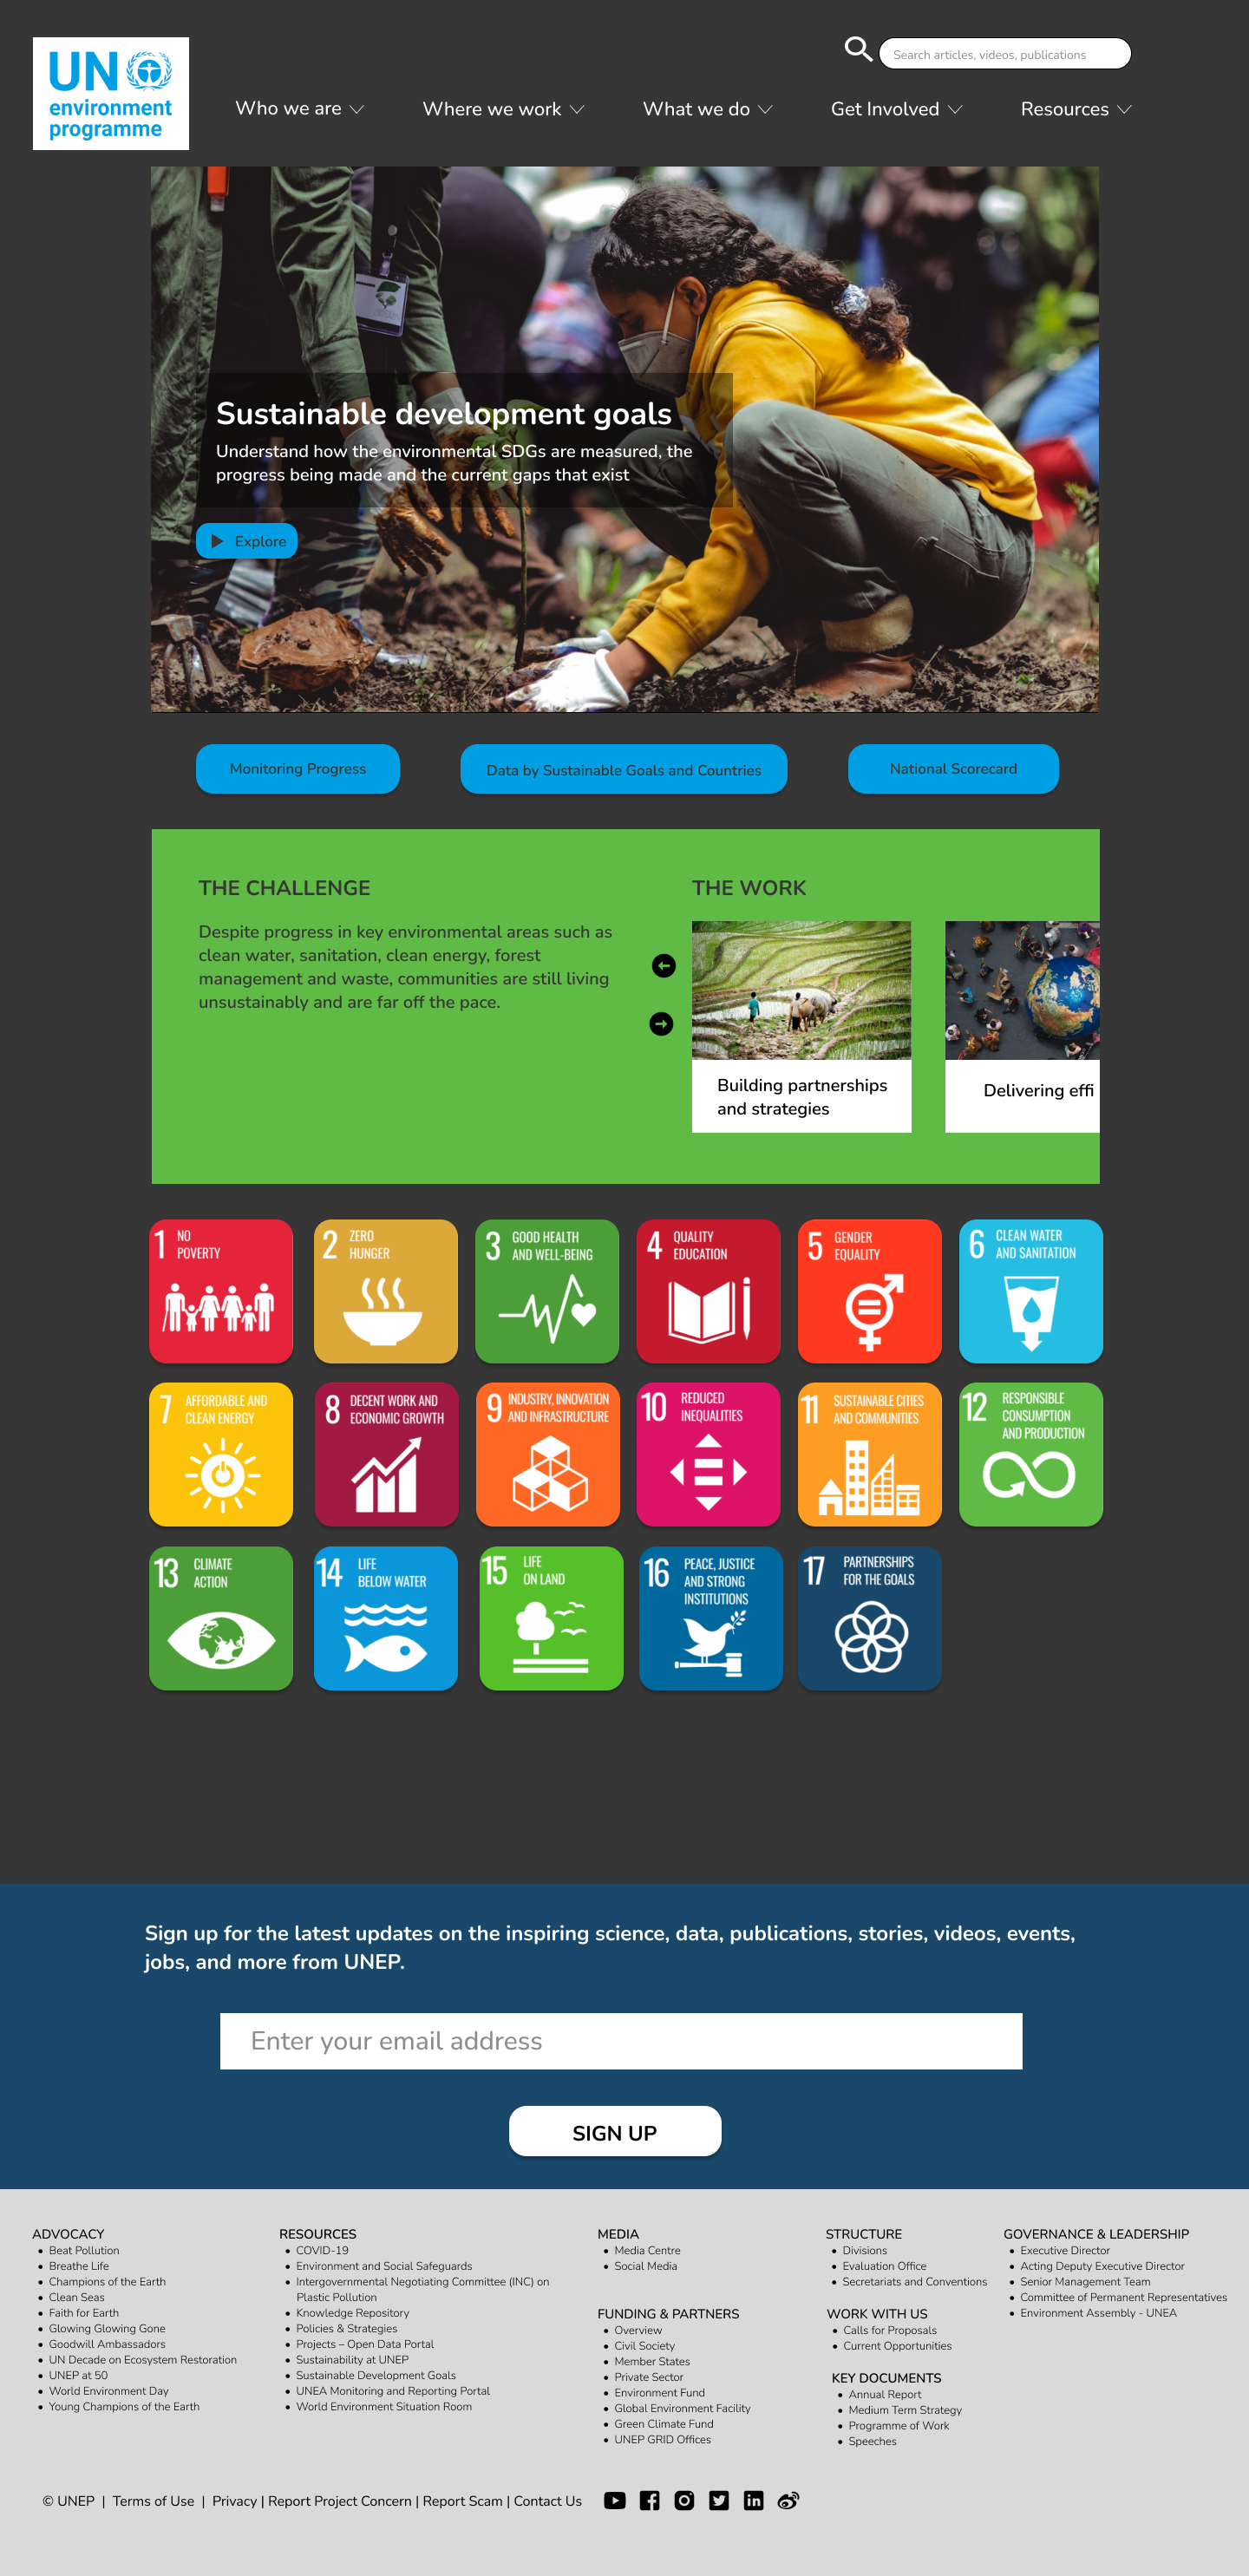 UN
environment
programme
Search articles, videos, publications
Who we are
Where we work
What we do
Get Involved
Resources
Sustainable development goals
Understand how the environmental SDGs are measured, the
progress being made and the current gaps that exist
Explore
Monitoring Progress
Data by Sustainable Goals and Countries
National Scorecard
THE CHALLENGE
Despite progress in key environmental areas such as
clean water, sanitation, clean energy, forest
management and waste, communities are still living
unsustainably and are far off the pace.
THE WORK
Building partnerships
and strategies
Delivering effi
1 NO
POVERTY
2 ZERO
HUNGER
3 GOOD HEALTH
AND WELL-BEING
4 QUALITY
EDUCATION
5 GENDER
EQUALITY
6 CLEAN WATER
AND SANITATION
7 AFFORDABLE AND
CLEAN ENERGY
8 DECENT WORK AND
ECONOMIC GROWTH
9 INDUSTRY, INNOVATION
AND INFRASTRUCTURE
10 REDUCED
INEQUALITIES
11 SUSTAINABLE CITIES
AND COMMUNITIES
12 RESPONSIBLE
CONSUMPTION
AND PRODUCTION
13 CLIMATE
ACTION
14 LIFE
BELOW WATER
15 LIFE
ON LAND
16 PEACE, JUSTICE
AND STRONG
INSTITUTIONS
17 PARTNERSHIPS
FOR THE GOALS
Sign up for the latest updates on the inspiring science, data, publications, stories, videos, events,
jobs, and more from UNEP.
Enter your email address
SIGN UP
ADVOCACY
• Beat Pollution
• Breathe Life
• Champions of the Earth
• Clean Seas
• Faith for Earth
• Glowing Glowing Gone
• Goodwill Ambassadors
• UN Decade on Ecosystem Restoration
• UNEP at 50
• World Environment Day
• Young Champions of the Earth
RESOURCES
• COVID-19
• Environment and Social Safeguards
• Intergovernmental Negotiating Committee (INC) on
Plastic Pollution
• Knowledge Repository
• Policies & Strategies
• Projects – Open Data Portal
• Sustainability at UNEP
• Sustainable Development Goals
• UNEA Monitoring and Reporting Portal
• World Environment Situation Room
MEDIA
• Media Centre
• Social Media
FUNDING & PARTNERS
• Overview
• Civil Society
• Member States
• Private Sector
• Environment Fund
• Global Environment Facility
• Green Climate Fund
• UNEP GRID Offices
STRUCTURE
• Divisions
• Evaluation Office
• Secretariats and Conventions
WORK WITH US
• Calls for Proposals
• Current Opportunities
KEY DOCUMENTS
• Annual Report
• Medium Term Strategy
• Programme of Work
• Speeches
GOVERNANCE & LEADERSHIP
• Executive Director
• Acting Deputy Executive Director
• Senior Management Team
• Committee of Permanent Representatives
• Environment Assembly - UNEA
© UNEP | Terms of Use | Privacy | Report Project Concern | Report Scam | Contact Us